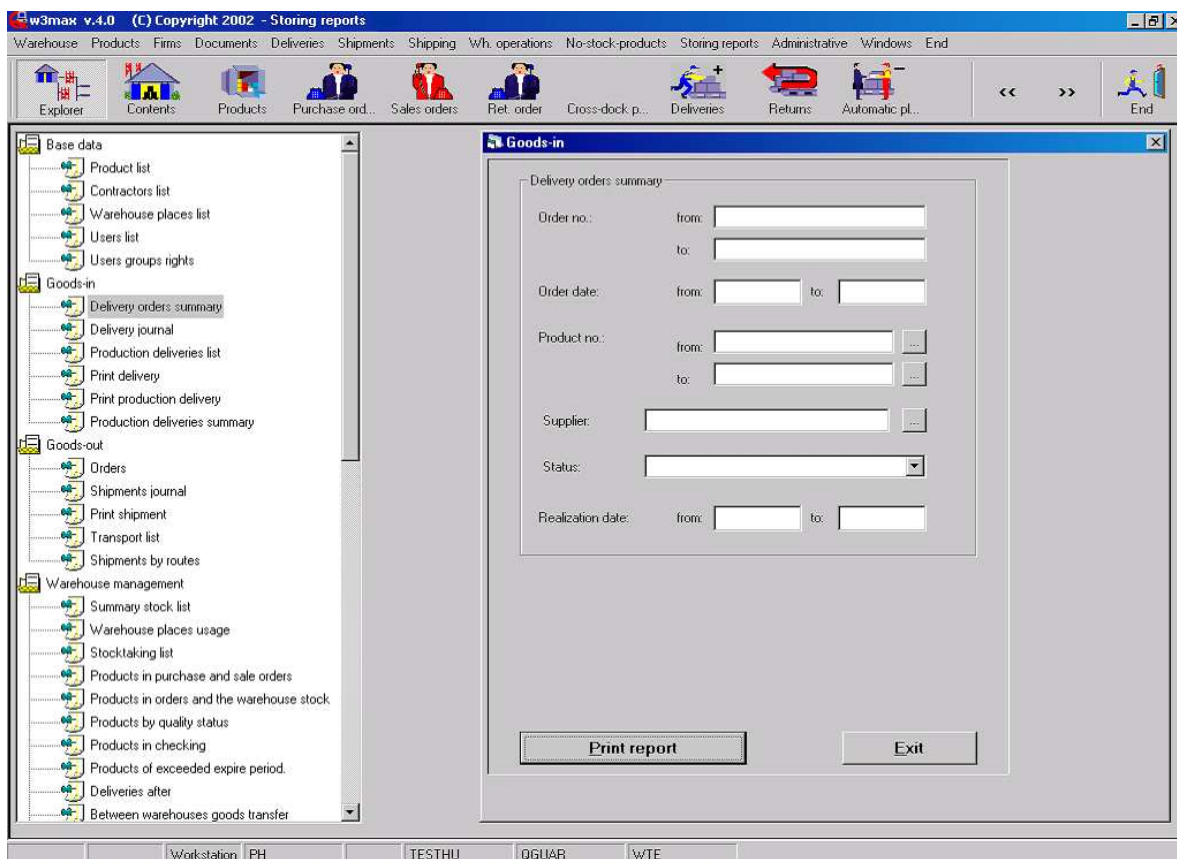 w3max v.4.0 (C) Copyright 2002 - Storing reports
Warehouse Products Firms Documents Deliveries Shipments Shipping Wh. operations No-stock-products Storing reports Administrative Windows End
Explorer Contents Products Purchase ord... Sales orders Ret. order Cross-dock p... Deliveries Returns Automatic pl... << >> End
Base data
Product list
Contractors list
Warehouse places list
Users list
Users groups rights
Goods-in
Delivery orders summary
Delivery journal
Production deliveries list
Print delivery
Print production delivery
Production deliveries summary
Goods-out
Orders
Shipments journal
Print shipment
Transport list
Shipments by routes
Warehouse management
Summary stock list
Warehouse places usage
Stocktaking list
Products in purchase and sale orders
Products in orders and the warehouse stock
Products by quality status
Products in checking
Products of exceeded expire period.
Deliveries after
Between warehouses goods transfer
Goods-in
Delivery orders summary
Order no.: from:
to:
Order date: from: to:
Product no.: from: ...
to: ...
Supplier: ...
Status:
Realization date: from: to:
Print report Exit
Workstation PH TESTHU QGUAR WTE